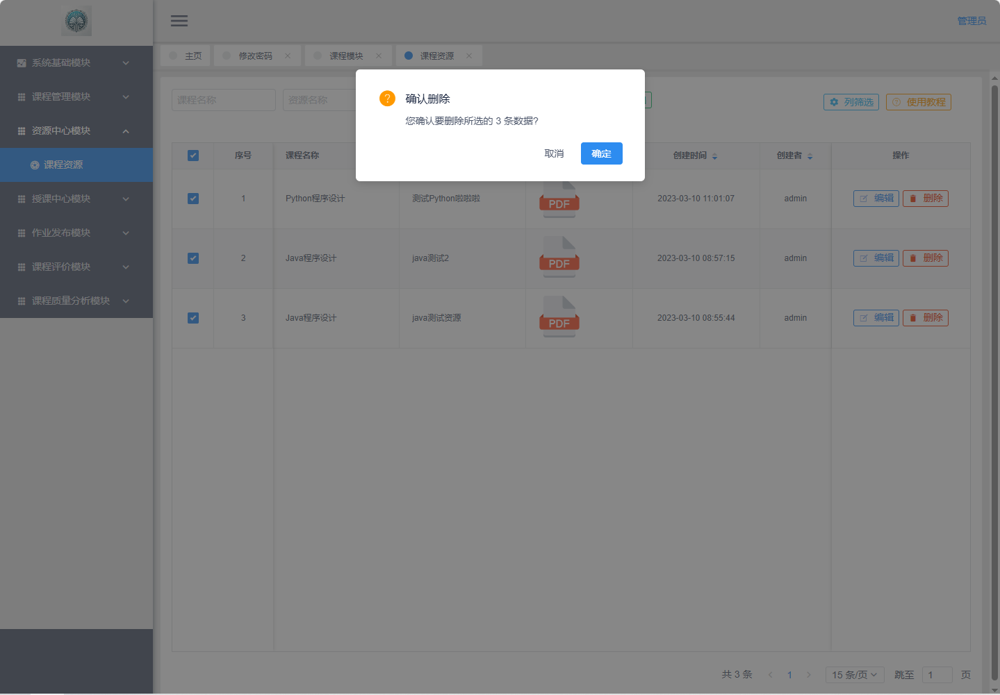 管理员
系统基础模块
课程管理模块
资源中心模块
课程资源
授课中心模块
作业发布模块
课程评价模块
课程质量分析模块
主页 修改密码 课程模块 课程资源
课程名称 资源名称 列筛选 使用教程
? 确认删除
您确认要删除所选的 3 条数据?
取消 确定
序号 课程名称 创建时间 创建者 操作
1 Python程序设计 测试Python啦啦啦 PDF 2023-03-10 11:01:07 admin 编辑 删除
2 Java程序设计 java测试2 PDF 2023-03-10 08:57:15 admin 编辑 删除
3 Java程序设计 java测试资源 PDF 2023-03-10 08:55:44 admin 编辑 删除
共 3 条 1 15 条/页 跳至 1 页